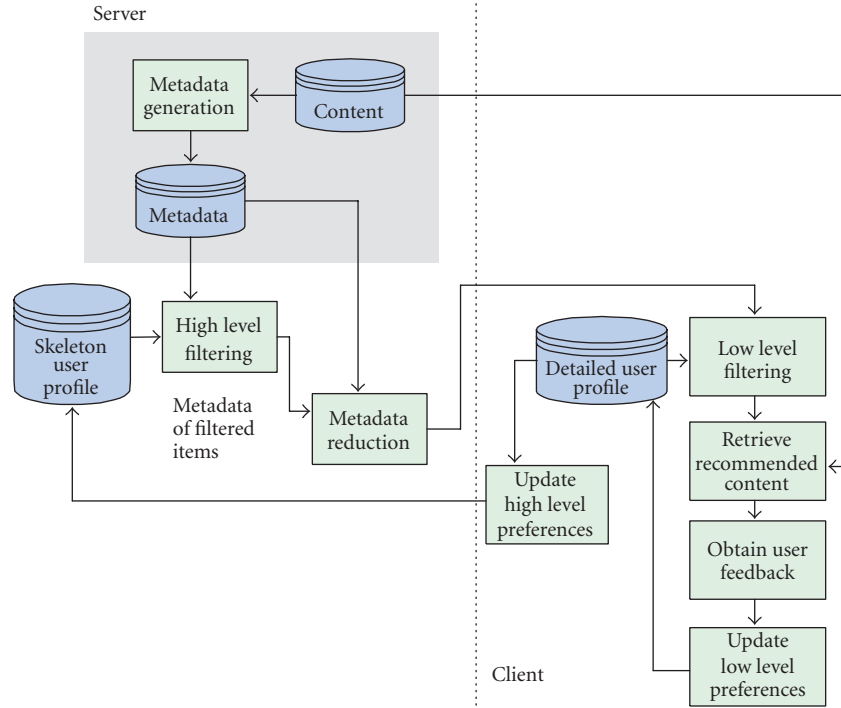 Server
Metadata
generation
Content
Metadata
Skeleton
user
profile
High level
filtering
Metadata
of filtered
items
Metadata
reduction
Detailed user
profile
Low level
filtering
Retrieve
recommended
content
Update
high level
preferences
Obtain user
feedback
Update
low level
preferences
Client